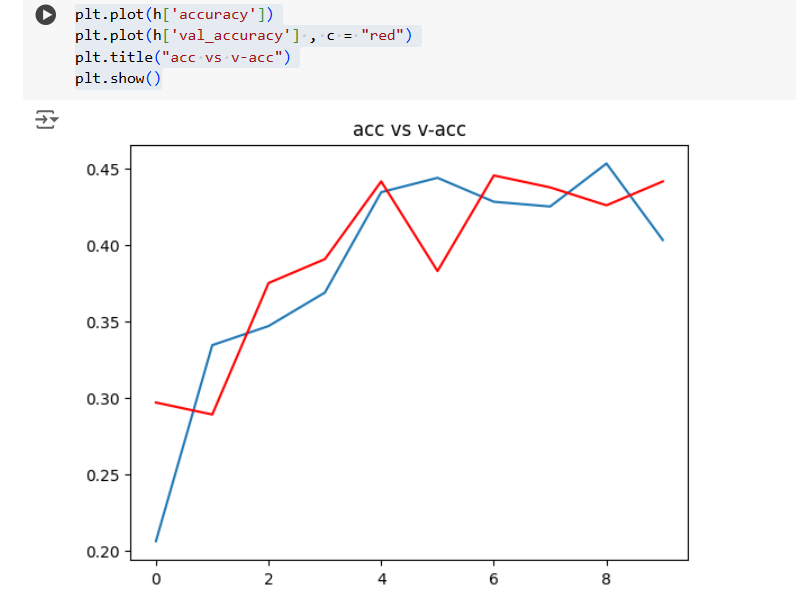 plt.plot(h['accuracy'])
plt.plot(h['val_accuracy'] , c = "red")
plt.title("acc vs v-acc")
plt.show()
acc vs v-acc
0.45
0.40
0.35
0.30
0.25
0.20
0 2 4 6 8